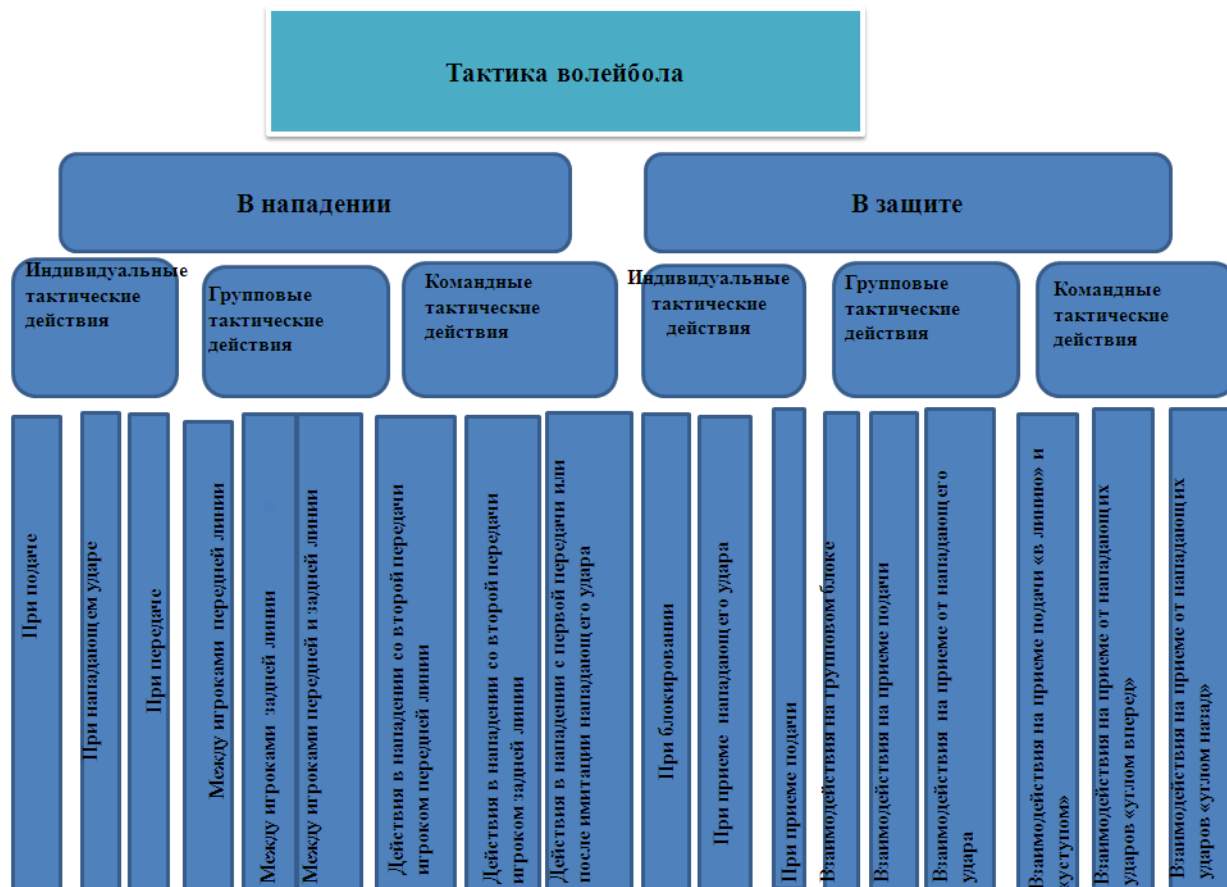 Тактика волейбола
В нападении
В защите
Индивидуальные
тактические
действия
Групповые
тактические
действия
Командные
тактические
действия
Индивидуальные
тактические
действия
Групповые
тактические
действия
Командные
тактические
действия
При подаче
При нападающем ударе
При передаче
Между игроками передней линии
Между игроками задней линии
Между игроками передней и задней линии
Действия в нападении со второй передачи
игроком передней линии
Действия в нападении со второй передачи
игроком задней линии
Действия в нападении с первой передачи или
после имитации нападающего удара
При блокировании
При приеме нападающего удара
При приеме подачи
Взаимодействия на групповом блоке
Взаимодействия на приеме подачи
Взаимодействия на приеме от нападающего
удара
Взаимодействия на приеме подачи «в линию» и
«уступом»
Взаимодействия на приеме от нападающих
ударов «углом вперед»
Взаимодействия на приеме от нападающих
ударов «углом назад»